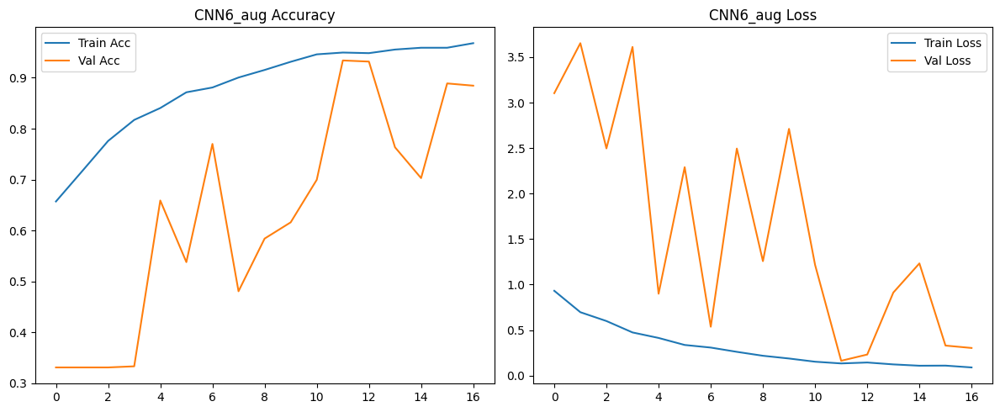 CNN6_aug Accuracy
Train Acc
Val Acc
0.9
0.8
0.7
0.6
0.5
0.4
0.3
0 2 4 6 8 10 12 14 16
CNN6_aug Loss
Train Loss
Val Loss
3.5
3.0
2.5
2.0
1.5
1.0
0.5
0.0
0 2 4 6 8 10 12 14 16